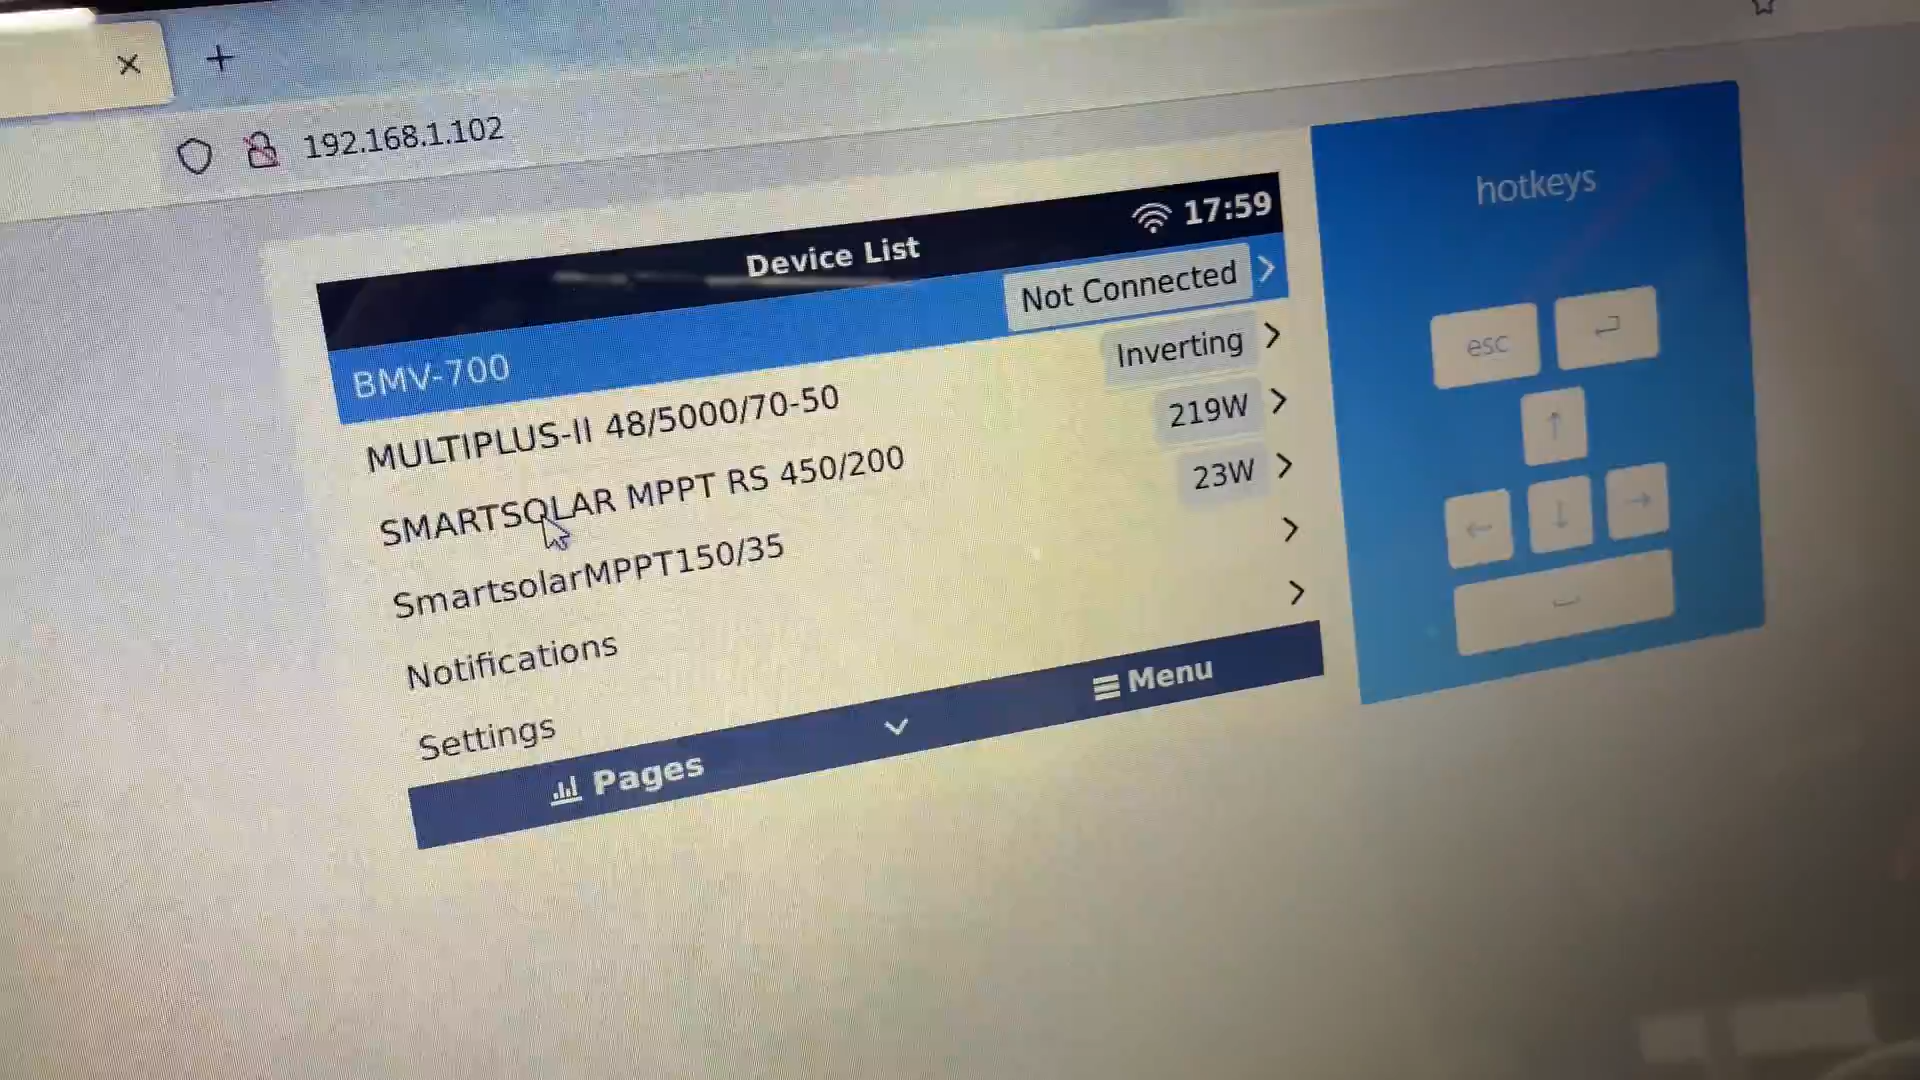 192.168.1.102
Device List 17:59
BMV-700 Not Connected
MULTIPLUS-II 48/5000/70-50 Inverting
SMARTSOLAR MPPT RS 450/200 219W
SmartsolarMPPT150/35 23W
Notifications
Settings
Pages Menu
hotkeys
esc